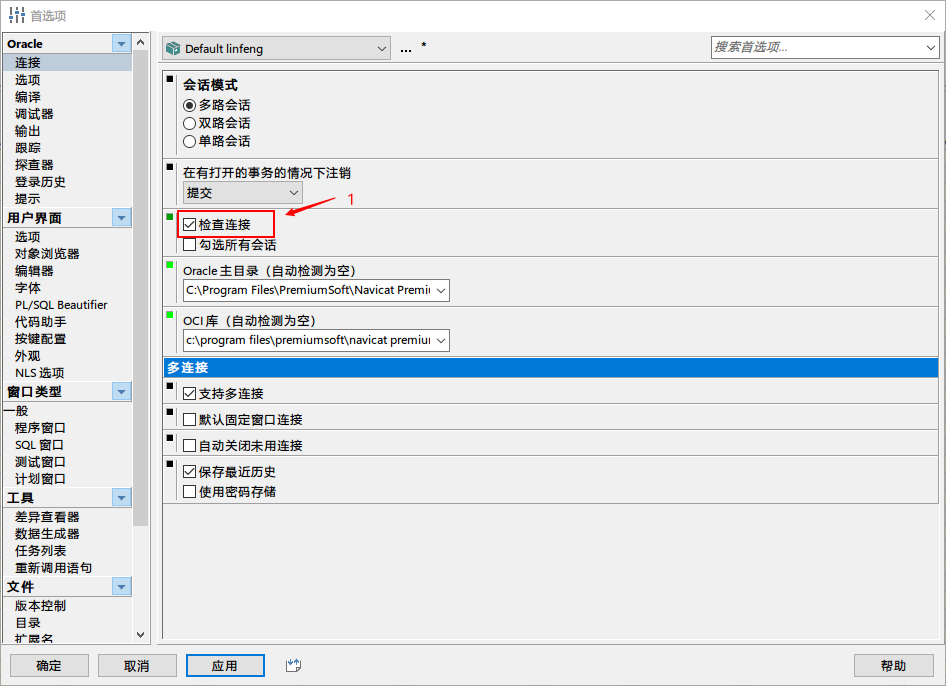 首选项
Oracle
连接
选项
编译
调试器
输出
跟踪
探查器
登录历史
提示
用户界面
选项
对象浏览器
编辑器
字体
PL/SQL Beautifier
代码助手
按键配置
外观
NLS 选项
窗口类型
一般
程序窗口
SQL 窗口
测试窗口
计划窗口
工具
差异查看器
数据生成器
任务列表
重新调用语句
文件
版本控制
目录
扩展名
Default linfeng
... *
搜索首选项...
会话模式
多路会话
双路会话
单路会话
在有打开的事务的情况下注销
提交
1
检查连接
勾选所有会话
Oracle 主目录（自动检测为空）
C:\Program Files\PremiumSoft\Navicat Premi
OCI 库（自动检测为空）
c:\program files\premiumsoft\navicat premiu
多连接
支持多连接
默认固定窗口连接
自动关闭未用连接
保存最近历史
使用密码存储
确定
取消
应用
帮助